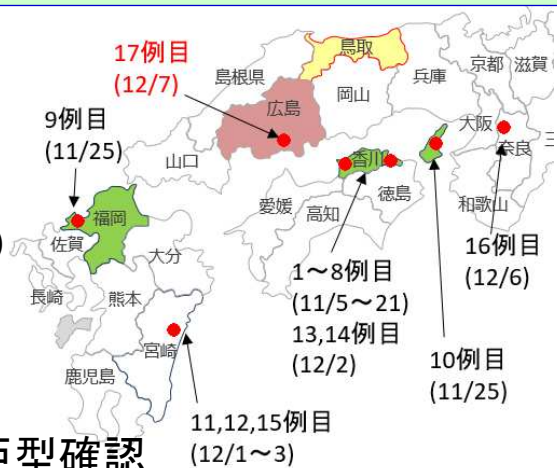 17例目
(12/7)
鳥取
島根県
兵庫
京都
滋賀
岡山
広島
9例目
(11/25)
大阪
山口
香川
奈良
徳島
福岡
愛媛
高知
和歌山
佐賀
大分
16例目
(12/6)
1～8例目
(11/5～21)
13,14例目
(12/2)
長崎
熊本
宮崎
10例目
(11/25)
鹿児島
11,12,15例目
(12/1～3)
型確認